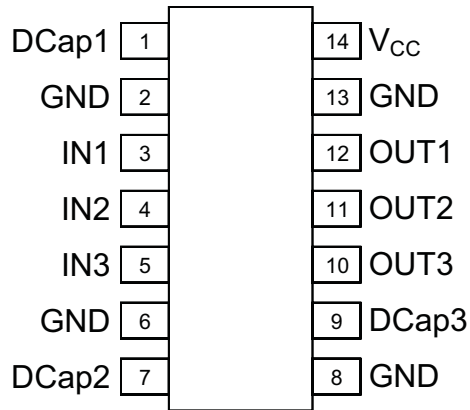 DCap1 1 14 VCC
GND 2 13 GND
IN1 3 12 OUT1
IN2 4 11 OUT2
IN3 5 10 OUT3
GND 6 9 DCap3
DCap2 7 8 GND